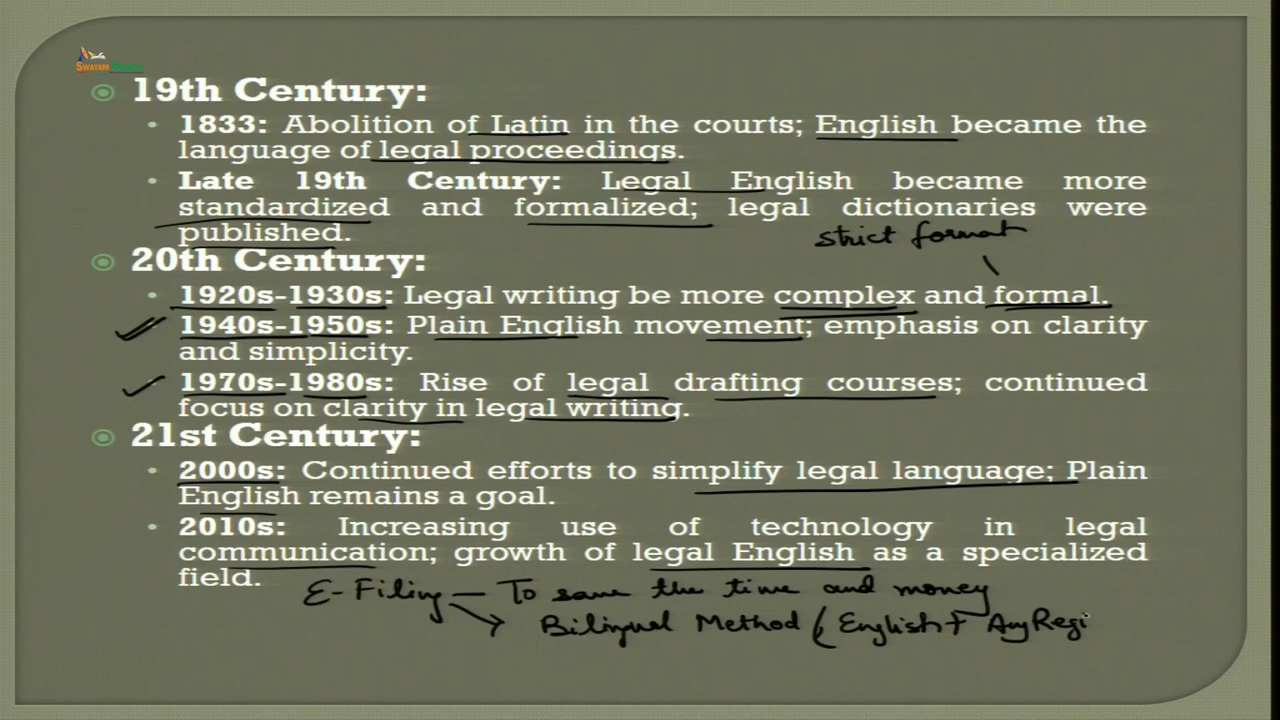 SWAYAM PRABHA
19th Century:
1833: Abolition of Latin in the courts; English became the
language of legal proceedings.
Late 19th Century: Legal English became more
standardized and formalized; legal dictionaries were
published.
strict format
20th Century:
1920s-1930s: Legal writing be more complex and formal.
1940s-1950s: Plain English movement; emphasis on clarity
and simplicity.
1970s-1980s: Rise of legal drafting courses; continued
focus on clarity in legal writing.
21st Century:
2000s: Continued efforts to simplify legal language; Plain
English remains a goal.
2010s: Increasing use of technology in legal
communication; growth of legal English as a specialized
field.
E-Filing — To save the time and money
Bilingual Method (English + Any Regi